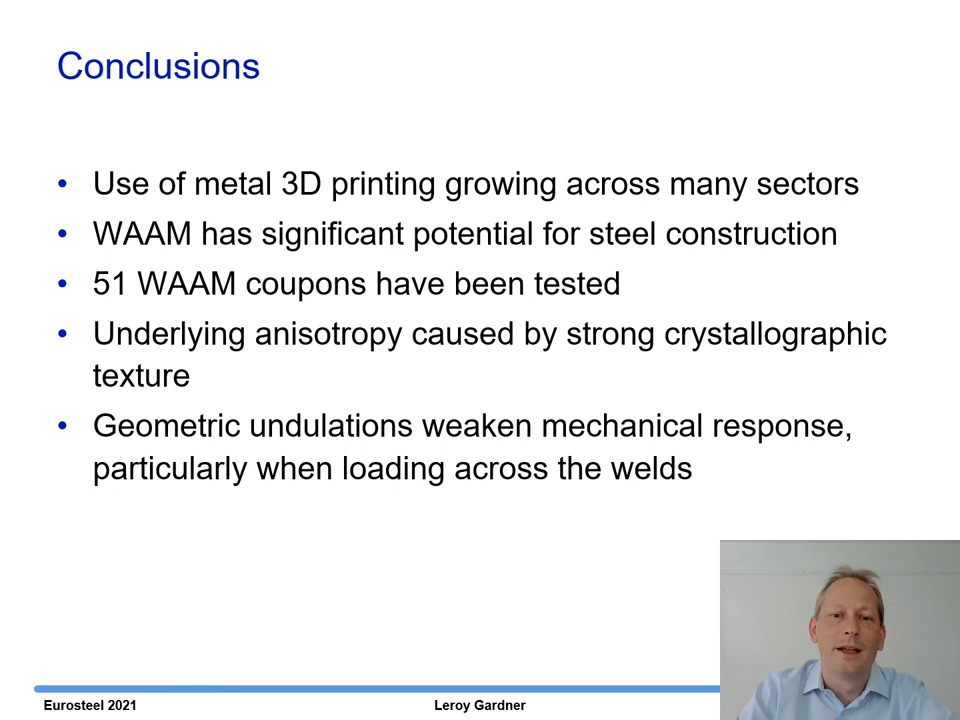 Conclusions
• Use of metal 3D printing growing across many sectors
• WAAM has significant potential for steel construction
• 51 WAAM coupons have been tested
• Underlying anisotropy caused by strong crystallographic
texture
• Geometric undulations weaken mechanical response,
particularly when loading across the welds
Eurosteel 2021
Leroy Gardner